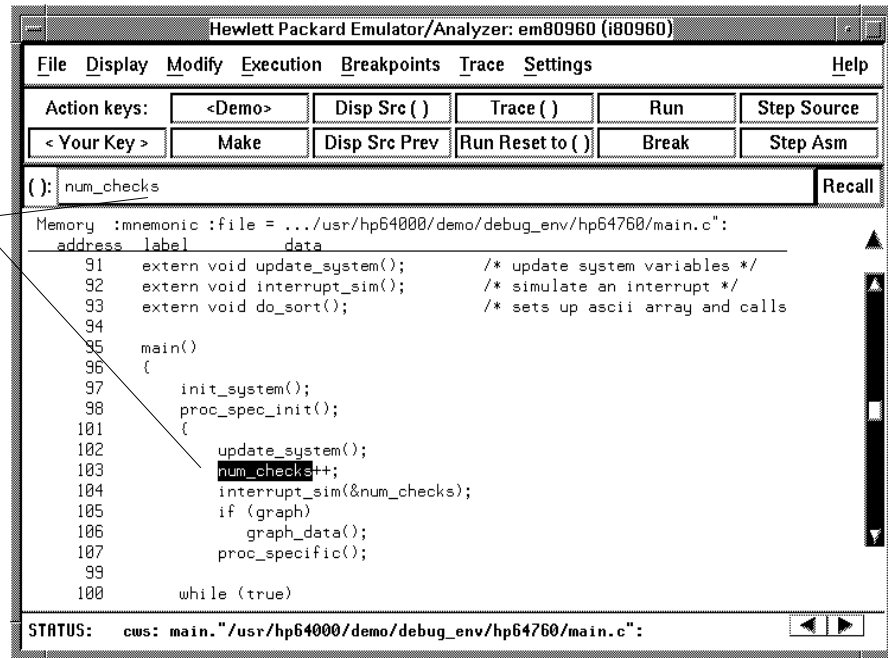 Hewlett Packard Emulator/Analyzer: em80960 (i80960)
File Display Modify Execution Breakpoints Trace Settings Help
Action keys: <Demo> Disp Src ( ) Trace ( ) Run Step Source
< Your Key > Make Disp Src Prev Run Reset to ( ) Break Step Asm
( ): num_checks Recall
Memory :mnemonic :file = .../usr/hp64000/demo/debug_env/hp64760/main.c":
address label data
91 extern void update_system(); /* update system variables */
92 extern void interrupt_sim(); /* simulate an interrupt */
93 extern void do_sort(); /* sets up ascii array and calls
94
95 main()
96 {
97 init_system();
98 proc_spec_init();
101 {
102 update_system();
103 num_checks++;
104 interrupt_sim(&num_checks);
105 if (graph)
106 graph_data();
107 proc_specific();
99
100 while (true)
STATUS: cws: main."/usr/hp64000/demo/debug_env/hp64760/main.c":